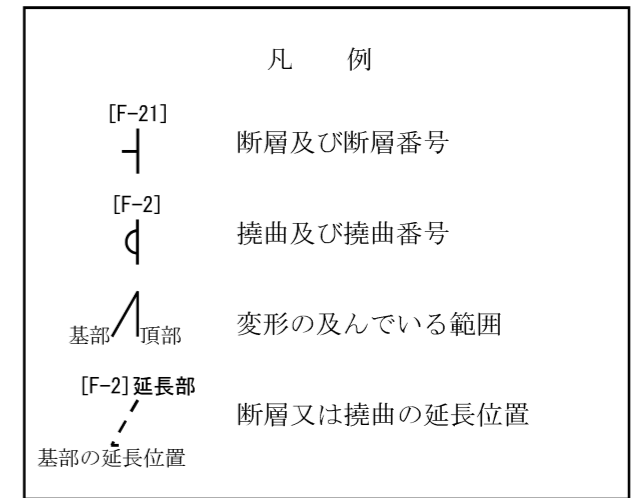 凡　例
[F-21]
断層及び断層番号
[F-2]
撓曲及び撓曲番号
基部 頂部
変形の及んでいる範囲
[F-2]延長部
断層又は撓曲の延長位置
基部の延長位置